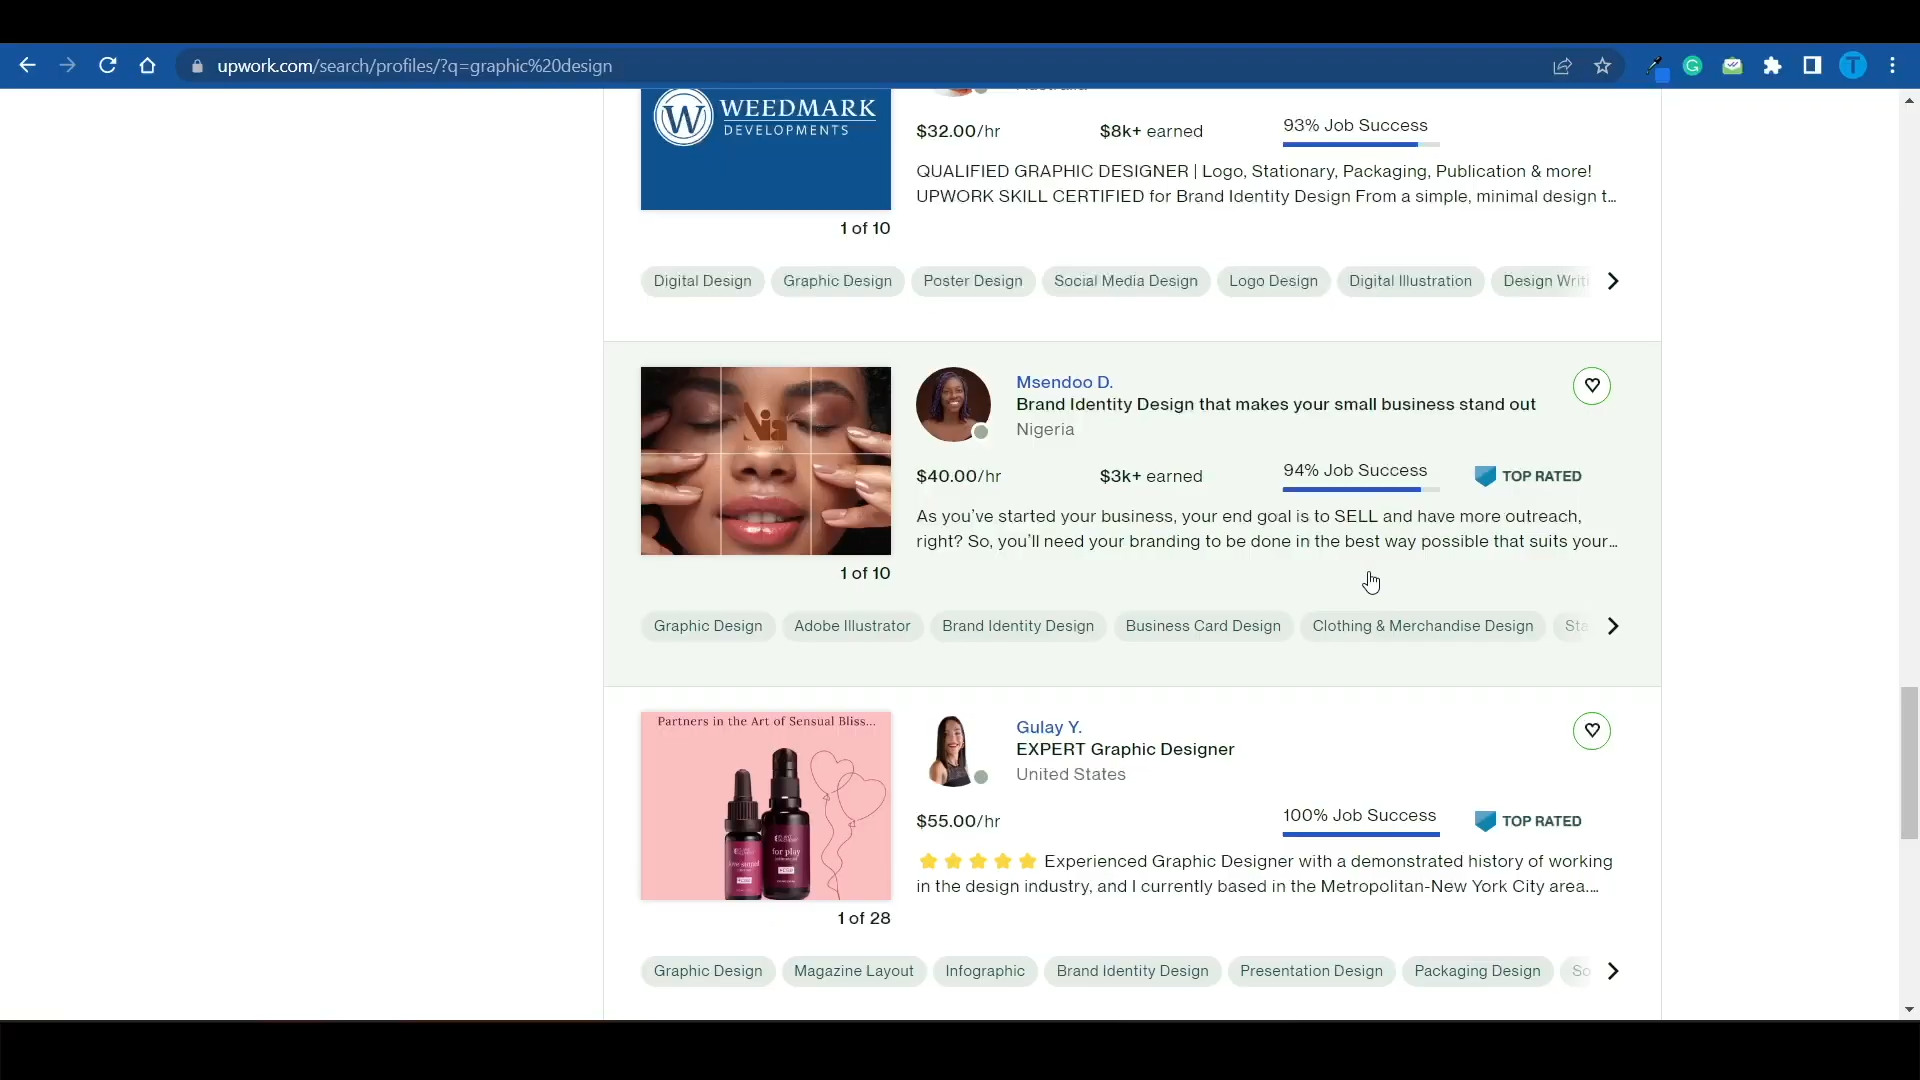 upwork.com/search/profiles/?q=graphic%20design
G
T
W WEEDMARK
DEVELOPMENTS
1 of 10
$32.00/hr
$8k+ earned
93% Job Success
QUALIFIED GRAPHIC DESIGNER | Logo, Stationary, Packaging, Publication & more!
UPWORK SKILL CERTIFIED for Brand Identity Design From a simple, minimal design t...
Digital Design
Graphic Design
Poster Design
Social Media Design
Logo Design
Digital Illustration
Design Writi
Nia
1 of 10
Msendoo D.
Brand Identity Design that makes your small business stand out
Nigeria
$40.00/hr
$3k+ earned
94% Job Success
TOP RATED
As you've started your business, your end goal is to SELL and have more outreach,
right? So, you'll need your branding to be done in the best way possible that suits your...
Graphic Design
Adobe Illustrator
Brand Identity Design
Business Card Design
Clothing & Merchandise Design
Sta
Partners in the Art of Sensual Bliss...
for play
1 of 28
Gulay Y.
EXPERT Graphic Designer
United States
$55.00/hr
100% Job Success
TOP RATED
Experienced Graphic Designer with a demonstrated history of working
in the design industry, and I currently based in the Metropolitan-New York City area....
Graphic Design
Magazine Layout
Infographic
Brand Identity Design
Presentation Design
Packaging Design
So